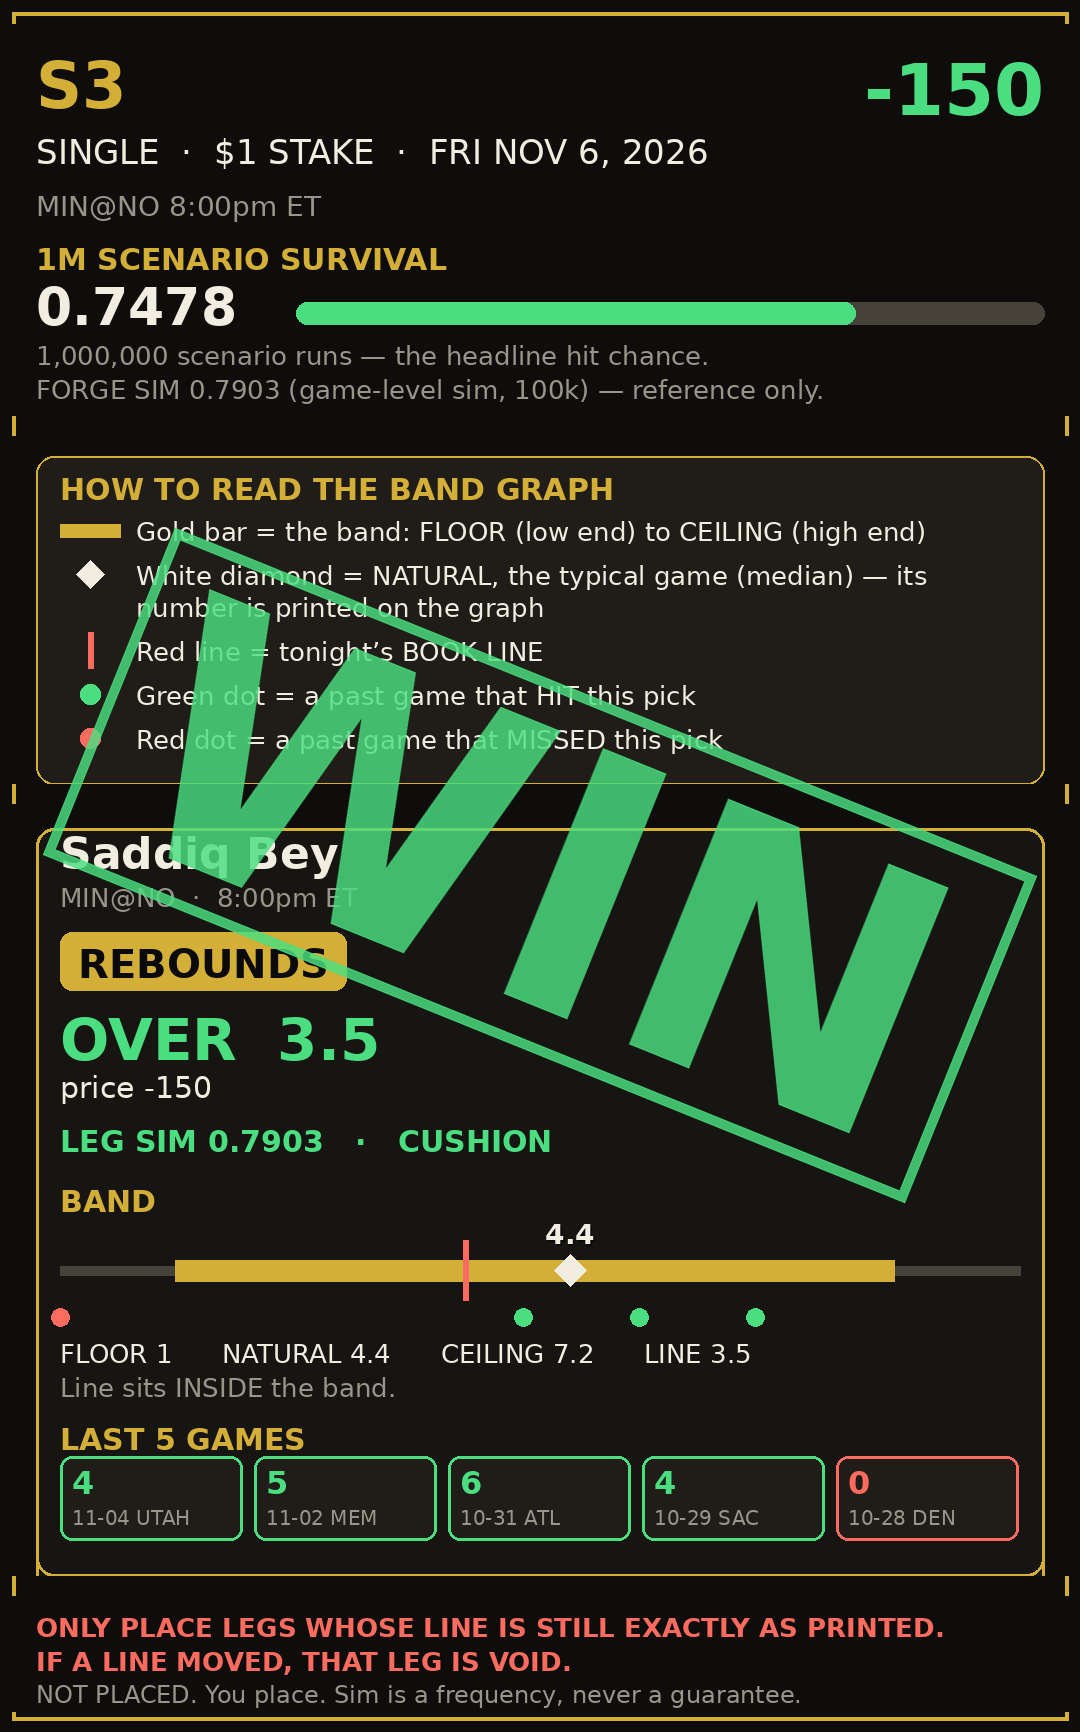 S3
-150
SINGLE · $1 STAKE · FRI NOV 6, 2026
MIN@NO 8:00pm ET
1M SCENARIO SURVIVAL
0.7478
1,000,000 scenario runs — the headline hit chance.
FORGE SIM 0.7903 (game-level sim, 100k) — reference only.
HOW TO READ THE BAND GRAPH
Gold bar = the band: FLOOR (low end) to CEILING (high end)
White diamond = NATURAL, the typical game (median) — its
number is printed on the graph
Red line = tonight’s BOOK LINE
Green dot = a past game that HIT this pick
Red dot = a past game that MISSED this pick
WIN
Saddiq Bey
MIN@NO · 8:00pm ET
REBOUNDS
OVER 3.5
price -150
LEG SIM 0.7903 · CUSHION
BAND
4.4
FLOOR 1 NATURAL 4.4 CEILING 7.2 LINE 3.5
Line sits INSIDE the band.
LAST 5 GAMES
4 5 6 4 0
11-04 UTAH 11-02 MEM 10-31 ATL 10-29 SAC 10-28 DEN
ONLY PLACE LEGS WHOSE LINE IS STILL EXACTLY AS PRINTED.
IF A LINE MOVED, THAT LEG IS VOID.
NOT PLACED. You place. Sim is a frequency, never a guarantee.